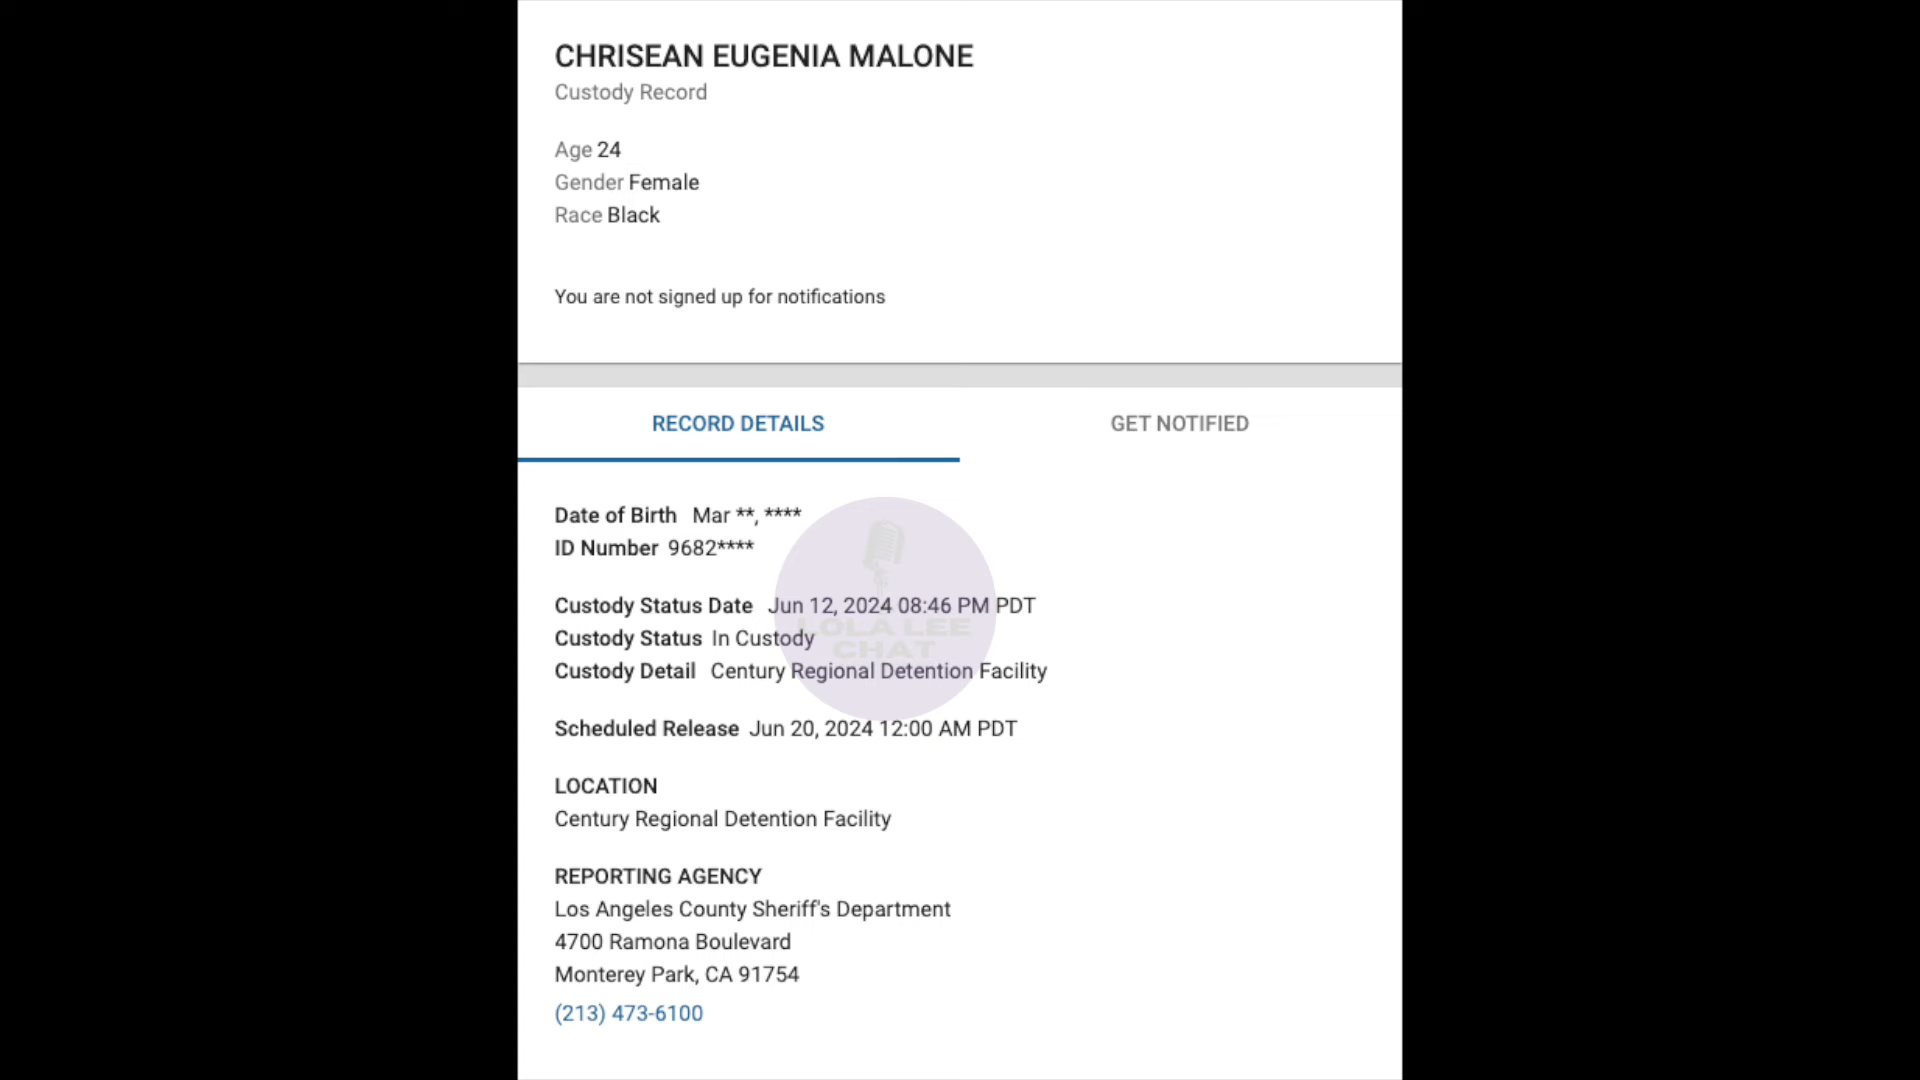 CHRISEAN EUGENIA MALONE
Custody Record
Age 24
Gender Female
Race Black
You are not signed up for notifications
RECORD DETAILS
GET NOTIFIED
Date of Birth Mar **, ****
ID Number 9682****
Custody Status Date Jun 12, 2024 08:46 PM PDT
Custody Status In Custody
Custody Detail Century Regional Detention Facility
LOLA LEE
CHAT
Scheduled Release Jun 20, 2024 12:00 AM PDT
LOCATION
Century Regional Detention Facility
REPORTING AGENCY
Los Angeles County Sheriff's Department
4700 Ramona Boulevard
Monterey Park, CA 91754
(213) 473-6100